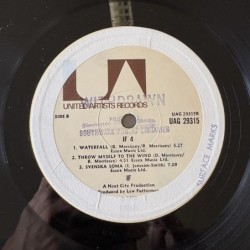 WITHDRAWN
UNITED ARTISTS RECORDS
SIDE B
UAG 29315B
UAG 29315
IF 4
1. WATERFALL (B. Morrissey/D. Morrissey) 5.27
Essex Music Ltd.
2. THROW MYSELF TO THE WIND (D. Morrissey/
B. Morrissey) 4.51 Essex Music Ltd.
3. SVENSKA SOMA (J. Smith-Deans) 7.28
Essex Music Ltd.
IF
A Neat City Production
Produced by Lew Futterman
SURFACE MARKS